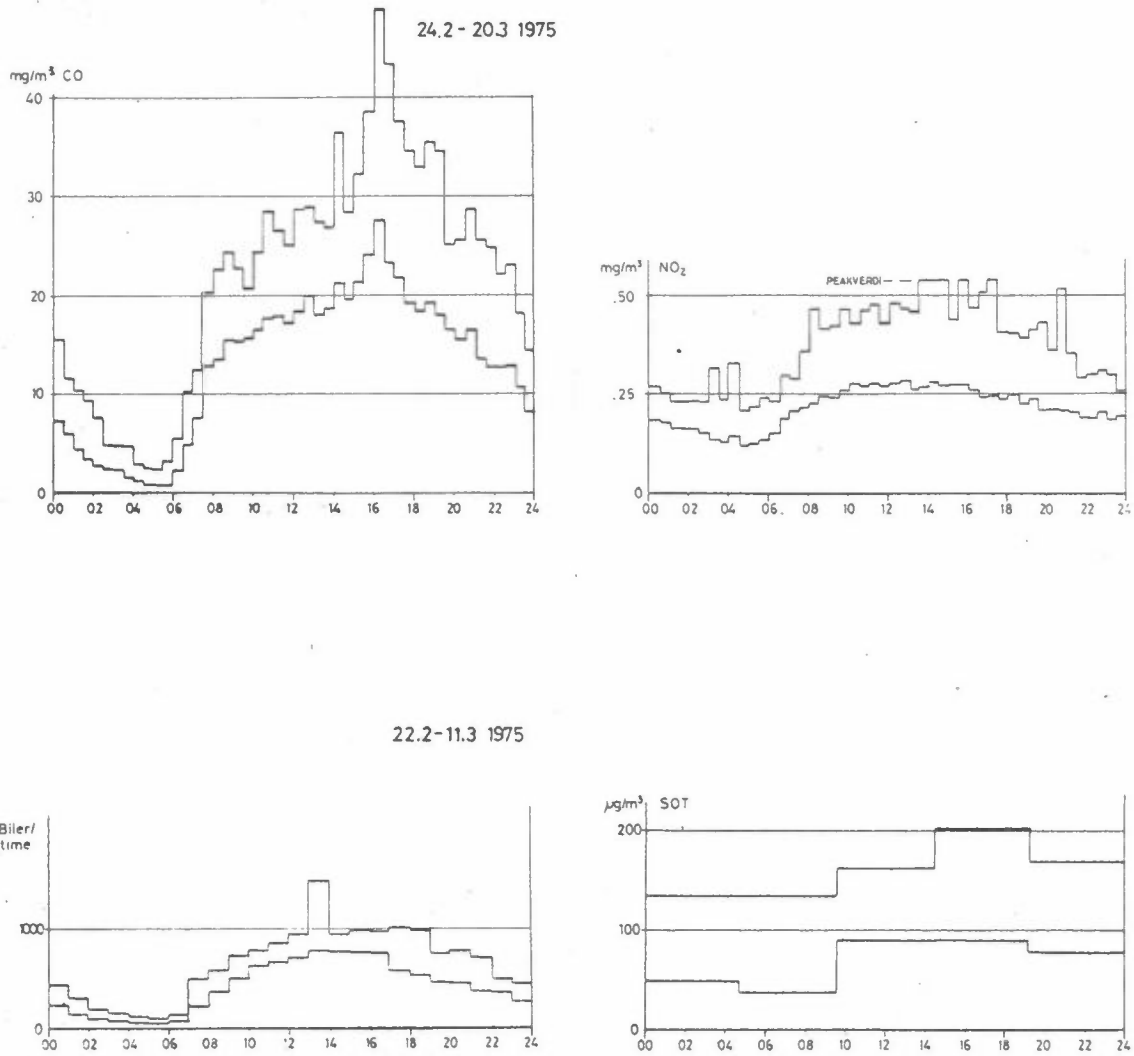 24.2-20.3 1975
mg/m³ CO
40
30
20
10
0
00 02 04 06 08 10 12 14 16 18 20 22 24
mg/m³ NO₂
PEAKVERDI
.50
.25
0
00 02 04 06 08 10 12 14 16 18 20 22 24
22.2-11.3 1975
Biler/
time
1000
0
00 02 04 06 08 10 12 14 16 18 20 22 24
µg/m³ SOT
200
100
0
00 02 04 06 08 10 12 14 16 18 20 22 24